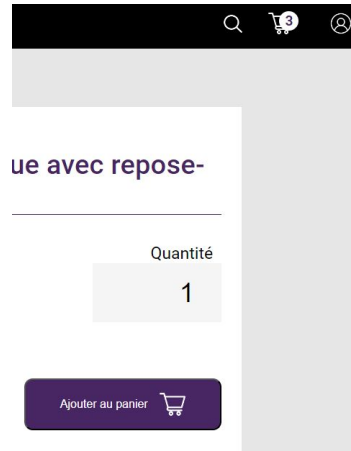 3
ue avec repose-
Quantité
1
Ajouter au panier